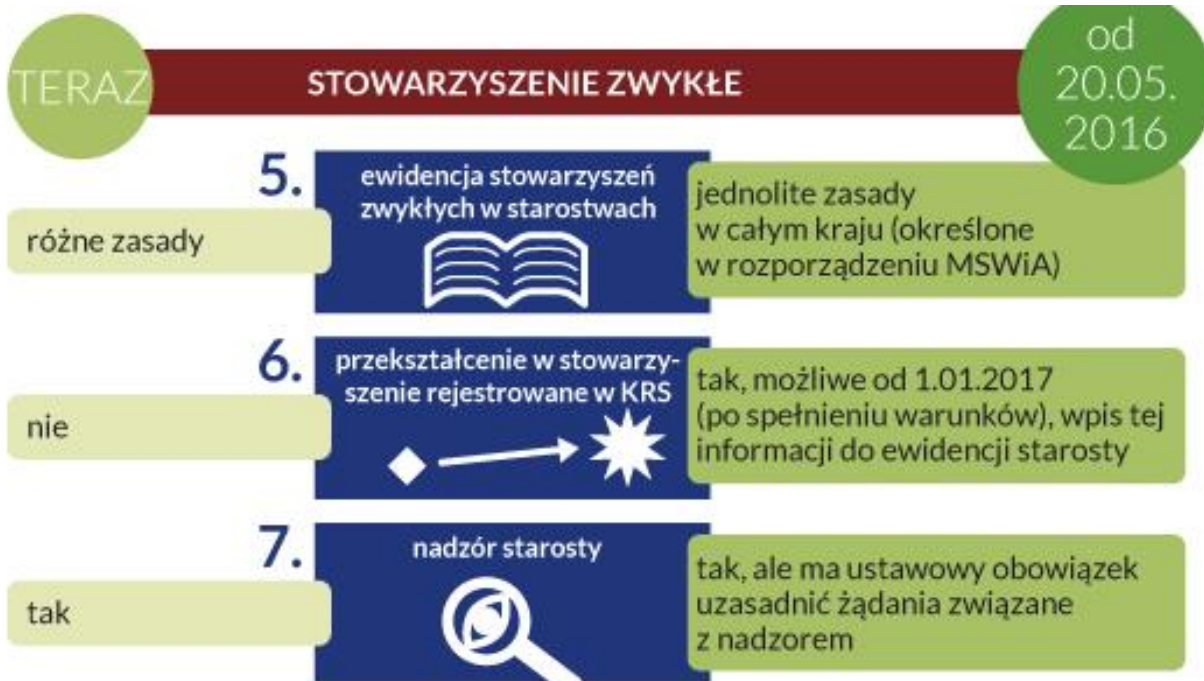 TERAZ
STOWARZYSZENIE ZWYKŁE
od
20.05.
2016
5.
ewidencja stowarzyszeń
zwykłych w starostwach
różne zasady
jednolite zasady
w całym kraju (określone
w rozporządzeniu MSWiA)
6.
przekształcenie w stowarzy-
szenie rejestrowane w KRS
nie
tak, możliwe od 1.01.2017
(po spełnieniu warunków), wpis tej
informacji do ewidencji starosty
7.
nadzór starosty
tak
tak, ale ma ustawowy obowiązek
uzasadnić żądania związane
z nadzorem